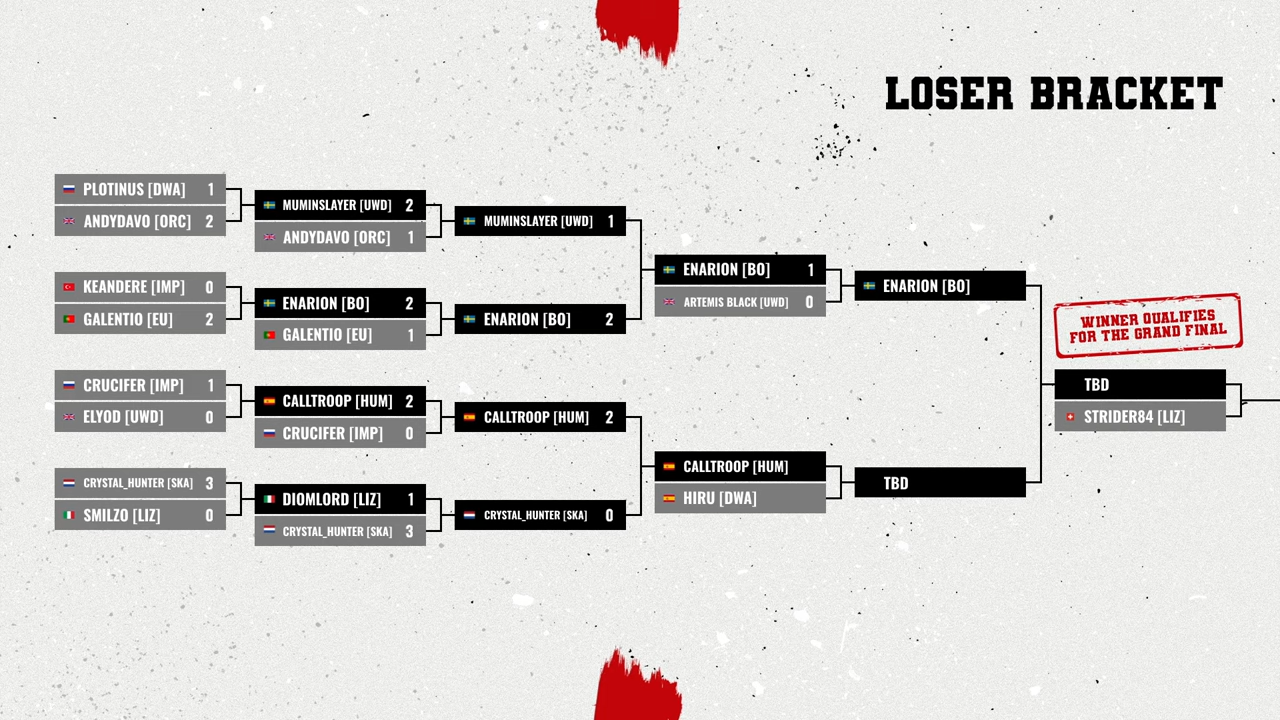 LOSER BRACKET
PLOTINUS [DWA] 1
ANDYDAVO [ORC] 2
KEANDERE [IMP] 0
GALENTIO [EU] 2
CRUCIFER [IMP] 1
ELYOD [UWD] 0
CRYSTAL_HUNTER [SKA] 3
SMILZO [LIZ] 0
MUMINSLAYER [UWD] 2
ANDYDAVO [ORC] 1
ENARION [BO] 2
GALENTIO [EU] 1
CALLTROOP [HUM] 2
CRUCIFER [IMP] 0
DIOMLORD [LIZ] 1
CRYSTAL_HUNTER [SKA] 3
MUMINSLAYER [UWD] 1
ENARION [BO] 2
CALLTROOP [HUM] 2
CRYSTAL_HUNTER [SKA] 0
ENARION [BO] 1
ARTEMIS BLACK [UWD] 0
CALLTROOP [HUM]
HIRU [DWA]
ENARION [BO]
TBD
WINNER QUALIFIES
FOR THE GRAND FINAL
TBD
STRIDER84 [LIZ]